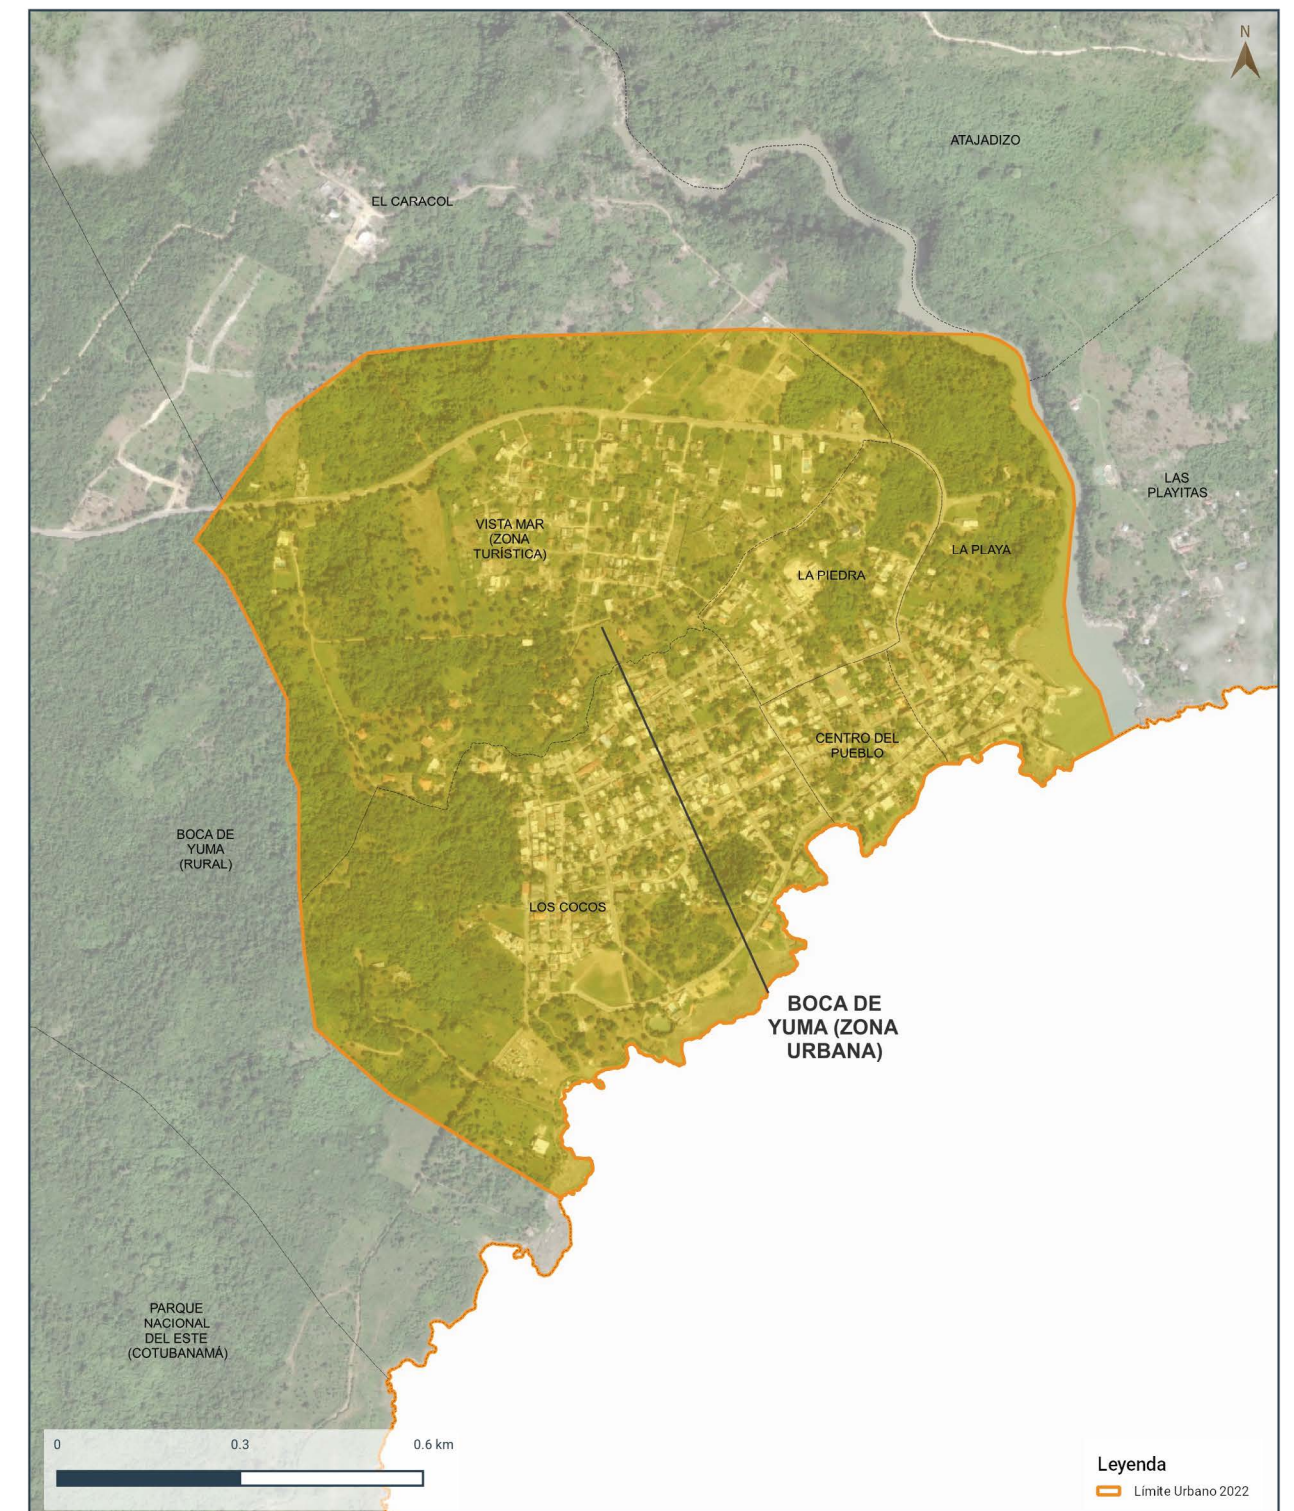 N
ATAJADIZO
EL CARACOL
LAS
PLAYITAS
VISTA MAR
(ZONA
TURÍSTICA)
LA PLAYA
LA PIEDRA
CENTRO DEL
PUEBLO
BOCA DE
YUMA
(RURAL)
LOS COCOS
BOCA DE
YUMA (ZONA
URBANA)
PARQUE
NACIONAL
DEL ESTE
(COTUBANAMÁ)
0 0.3 0.6 km
Leyenda
Límite Urbano 2022